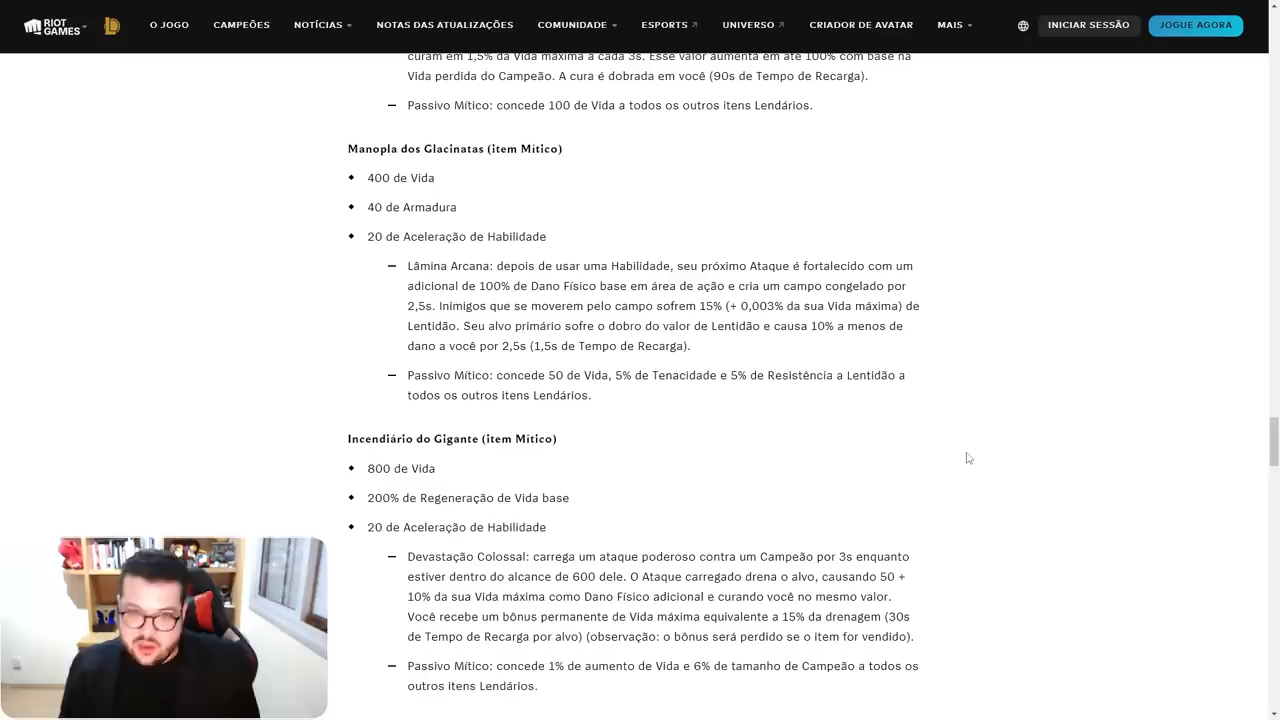 RIOT GAMES
O JOGO CAMPEÕES NOTÍCIAS NOTAS DAS ATUALIZAÇÕES COMUNIDADE ESPORTS UNIVERSO CRIADOR DE AVATAR MAIS INICIAR SESSÃO JOGUE AGORA
curam em 1,5% da Vida máxima a cada 3s. Esse valor aumenta em até 100% com base na
Vida perdida do Campeão. A cura é dobrada em você (90s de Tempo de Recarga).
— Passivo Mítico: concede 100 de Vida a todos os outros itens Lendários.
Manopla dos Glacinatas (item Mítico)
400 de Vida
40 de Armadura
20 de Aceleração de Habilidade
— Lâmina Arcana: depois de usar uma Habilidade, seu próximo Ataque é fortalecido com um
adicional de 100% de Dano Físico base em área de ação e cria um campo congelado por
2,5s. Inimigos que se moverem pelo campo sofrem 15% (+ 0,003% da sua Vida máxima) de
Lentidão. Seu alvo primário sofre o dobro do valor de Lentidão e causa 10% a menos de
dano a você por 2,5s (1,5s de Tempo de Recarga).
— Passivo Mítico: concede 50 de Vida, 5% de Tenacidade e 5% de Resistência a Lentidão a
todos os outros itens Lendários.
Incendiário do Gigante (item Mítico)
800 de Vida
200% de Regeneração de Vida base
20 de Aceleração de Habilidade
— Devastação Colossal: carrega um ataque poderoso contra um Campeão por 3s enquanto
estiver dentro do alcance de 600 dele. O Ataque carregado drena o alvo, causando 50 +
10% da sua Vida máxima como Dano Físico adicional e curando você no mesmo valor.
Você recebe um bônus permanente de Vida máxima equivalente a 15% da drenagem (30s
de Tempo de Recarga por alvo) (observação: o bônus será perdido se o item for vendido).
— Passivo Mítico: concede 1% de aumento de Vida e 6% de tamanho de Campeão a todos os
outros itens Lendários.